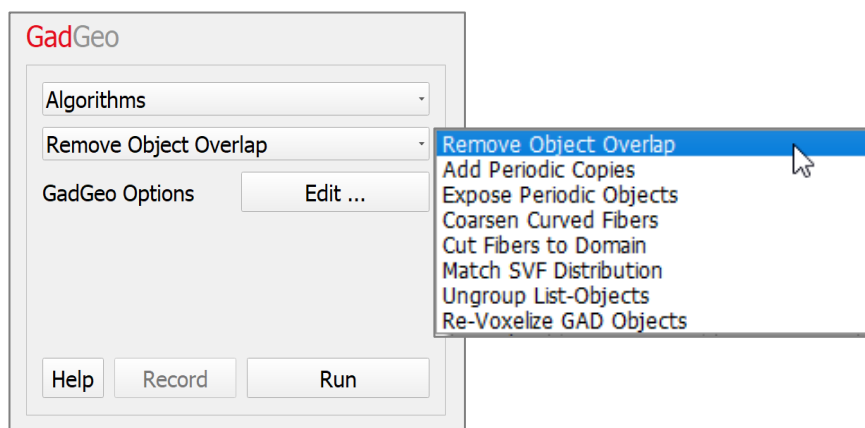 GadGeo
Algorithms
Remove Object Overlap
GadGeo Options
Edit ...
Help
Record
Run
Remove Object Overlap
Add Periodic Copies
Expose Periodic Objects
Coarsen Curved Fibers
Cut Fibers to Domain
Match SVF Distribution
Ungroup List-Objects
Re-Voxelize GAD Objects